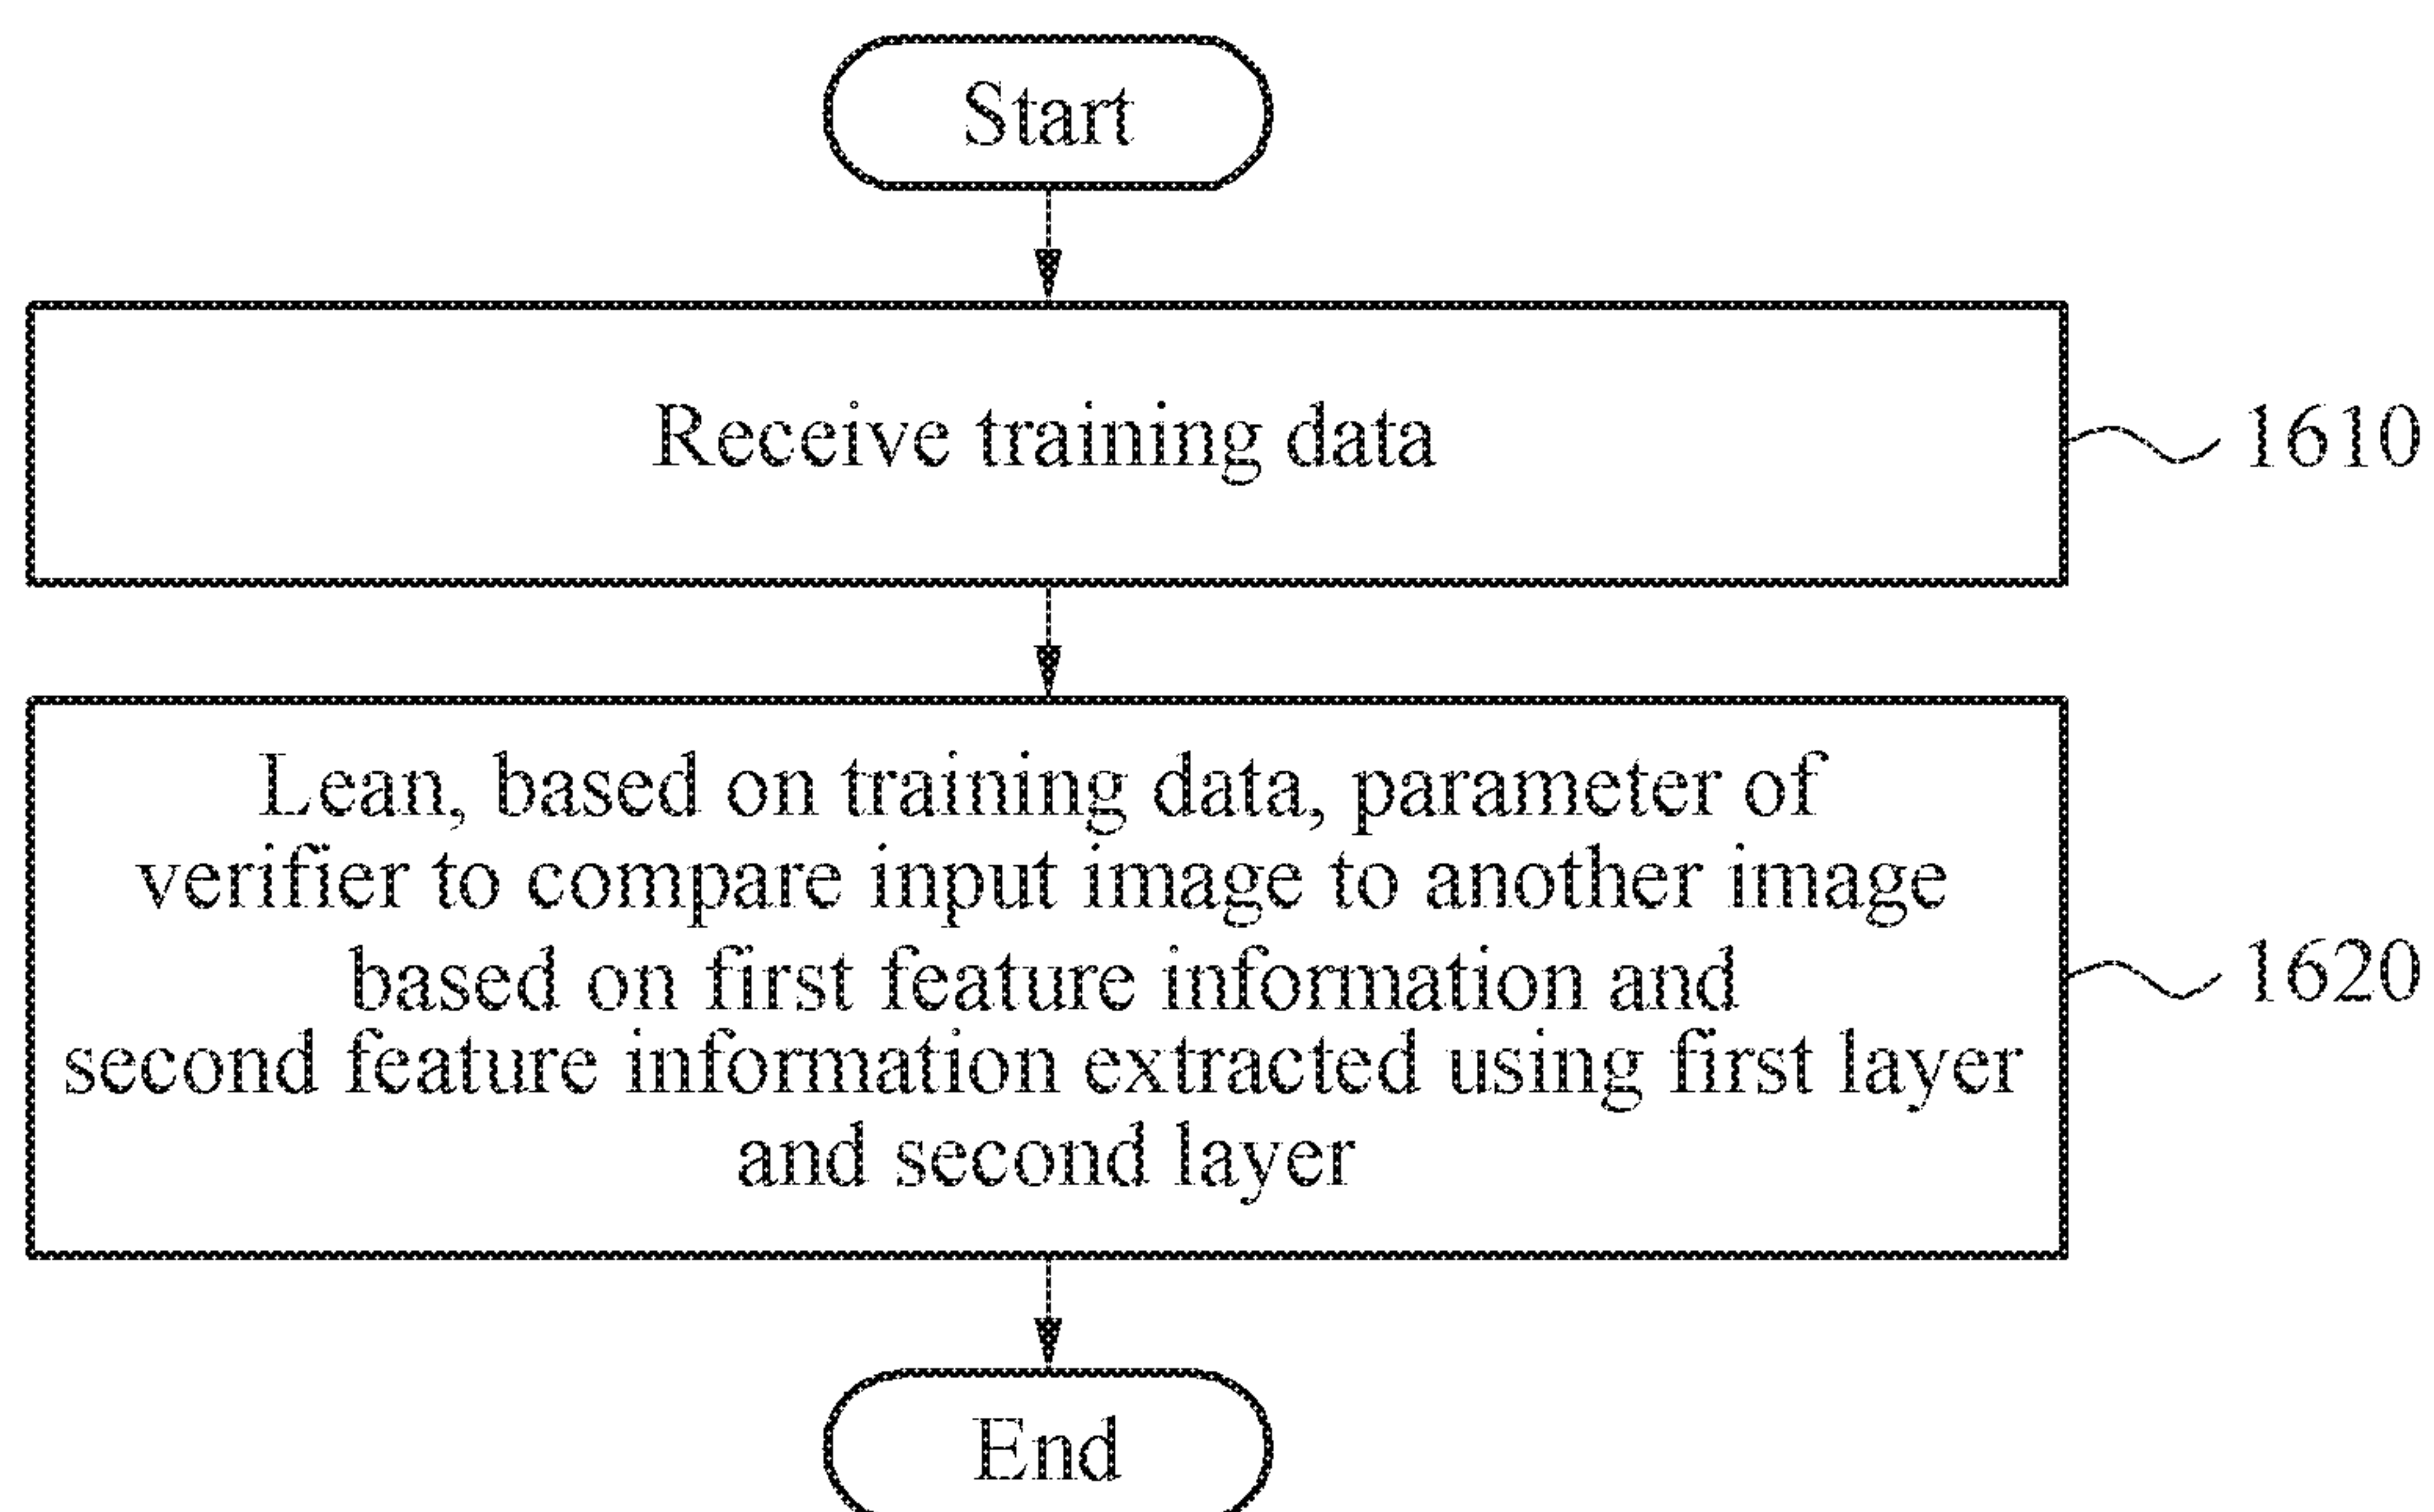 Start
Receive training data
1610
Lean, based on training data, parameter of
verifier to compare input image to another image
based on first feature information and
second feature information extracted using first layer
and second layer
1620
End